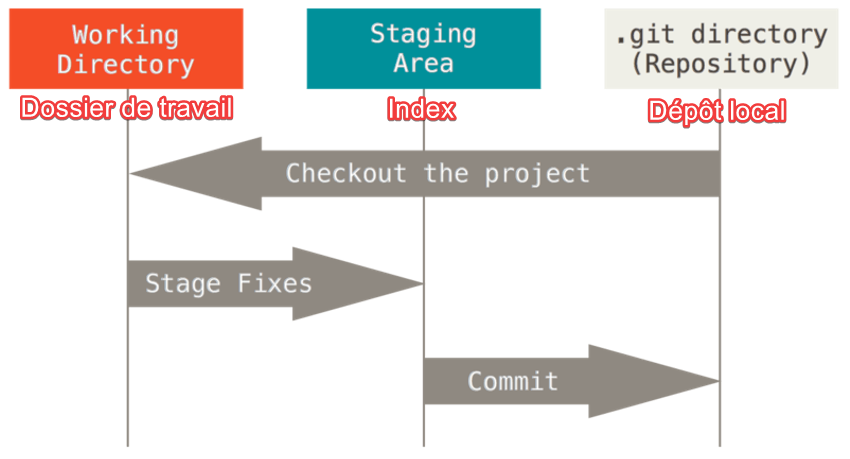 Working
Directory
Staging
Area
.git directory
(Repository)
Dossier de travail
Index
Dépôt local
Checkout the project
Stage Fixes
Commit